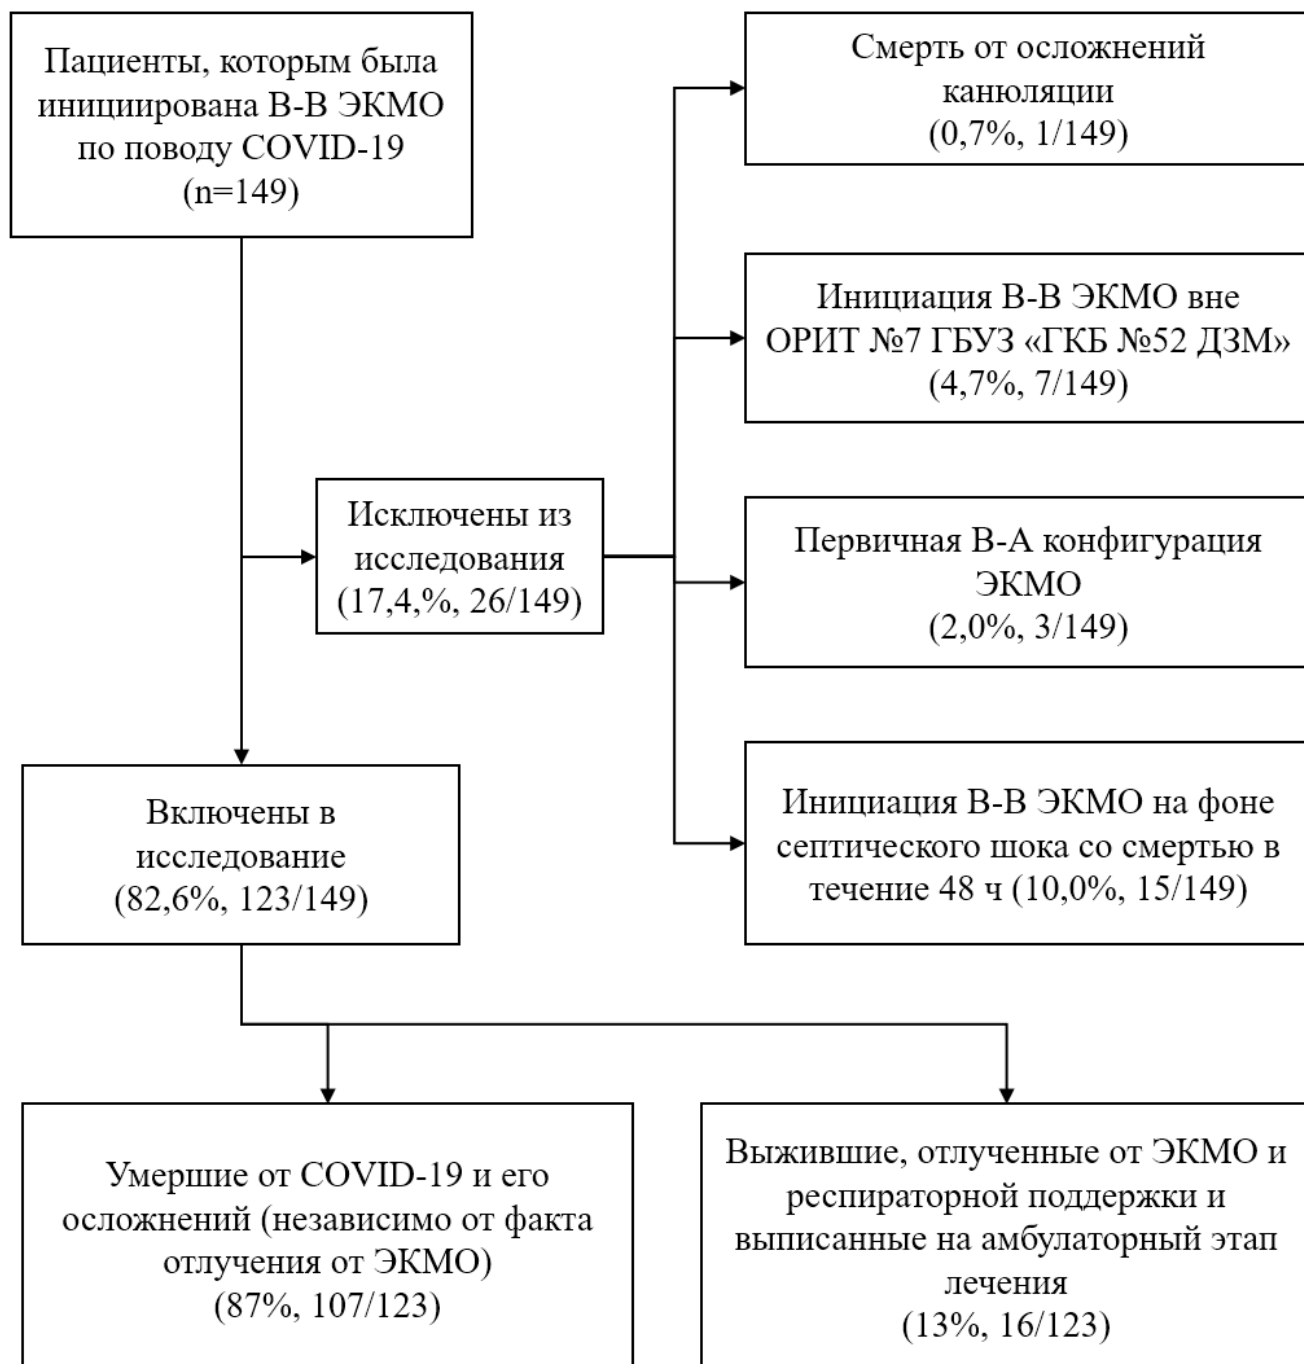 Пациенты, которым была
инициирована В-В ЭКМО
по поводу COVID-19
(n=149)
Смерть от осложнений
канюляции
(0,7%, 1/149)
Инициация В-В ЭКМО вне
ОРИТ №7 ГБУЗ «ГКБ №52 ДЗМ»
(4,7%, 7/149)
Исключены из
исследования
(17,4,%, 26/149)
Первичная В-А конфигурация
ЭКМО
(2,0%, 3/149)
Инициация В-В ЭКМО на фоне
септического шока со смертью в
течение 48 ч (10,0%, 15/149)
Включены в
исследование
(82,6%, 123/149)
Умершие от COVID-19 и его
осложнений (независимо от факта
отлучения от ЭКМО)
(87%, 107/123)
Выжившие, отлученные от ЭКМО и
респираторной поддержки и
выписанные на амбулаторный этап
лечения
(13%, 16/123)